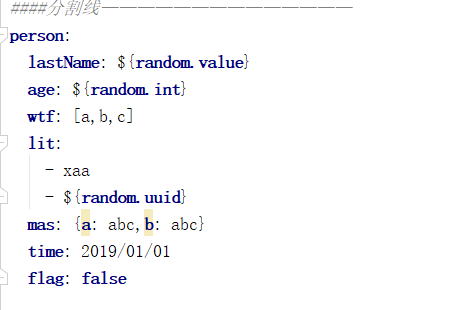 ####分割线——————————————
person:
  lastName: ${random.value}
  age: ${random.int}
  wtf: [a,b,c]
  lit:
    - xaa
    - ${random.uuid}
  mas: {a: abc,b: abc}
  time: 2019/01/01
  flag: false